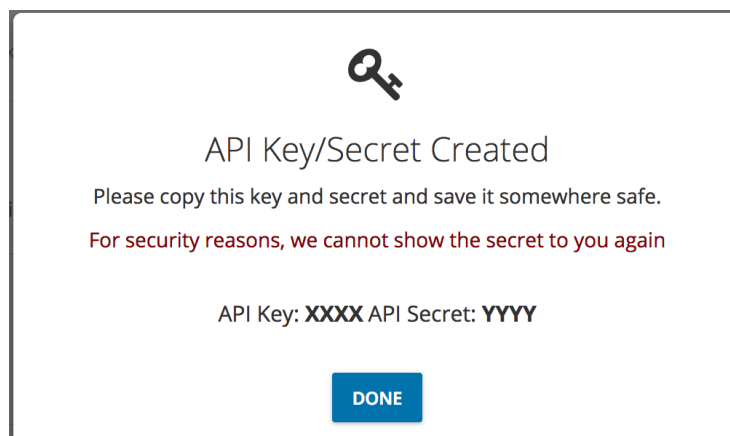 API Key/Secret Created
Please copy this key and secret and save it somewhere safe.
For security reasons, we cannot show the secret to you again
API Key: XXXX API Secret: YYYY
DONE